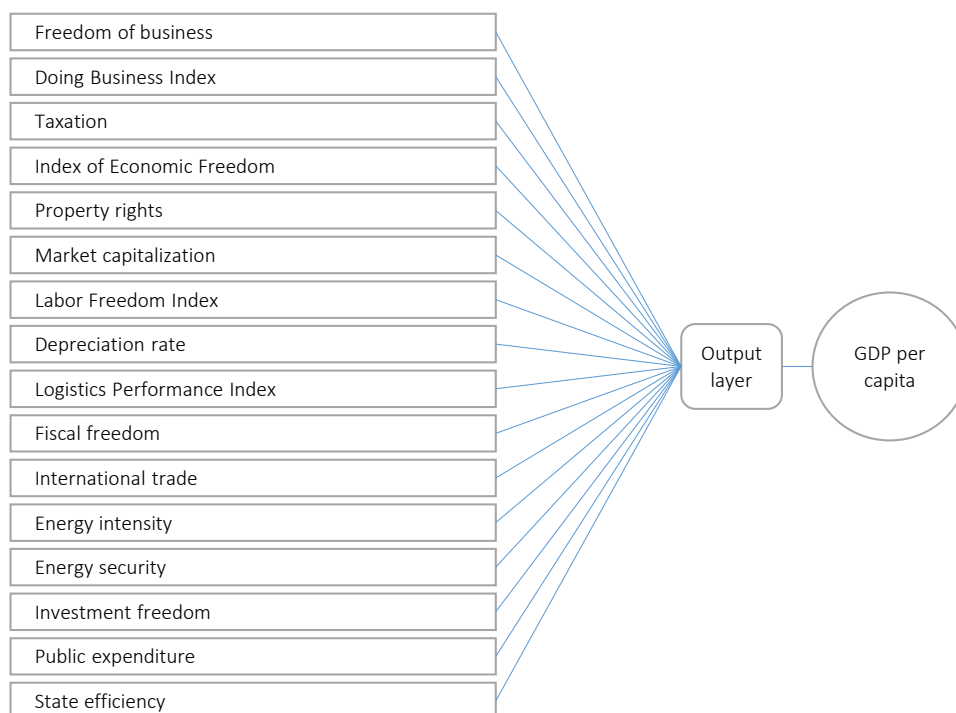 Freedom of business
Doing Business Index
Taxation
Index of Economic Freedom
Property rights
Market capitalization
Labor Freedom Index
Depreciation rate
Logistics Performance Index
Fiscal freedom
International trade
Energy intensity
Energy security
Investment freedom
Public expenditure
State efficiency
Output
layer
GDP per
capita